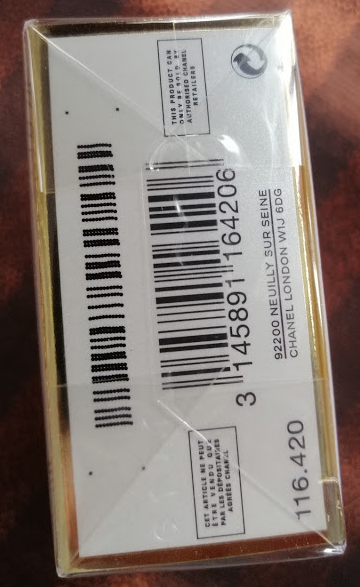 THIS PRODUCT CAN
ONLY BE SOLD BY
AUTHORISED CHANEL
RETAILERS
3 145891 164206
92200 NEUILLY SUR SEINE
CHANEL LONDON W1J 6DG
CET ARTICLE NE PEUT
ÊTRE VENDU QUE
PAR LES DÉPOSITAIRES
AGRÉÉS CHANEL
116.420